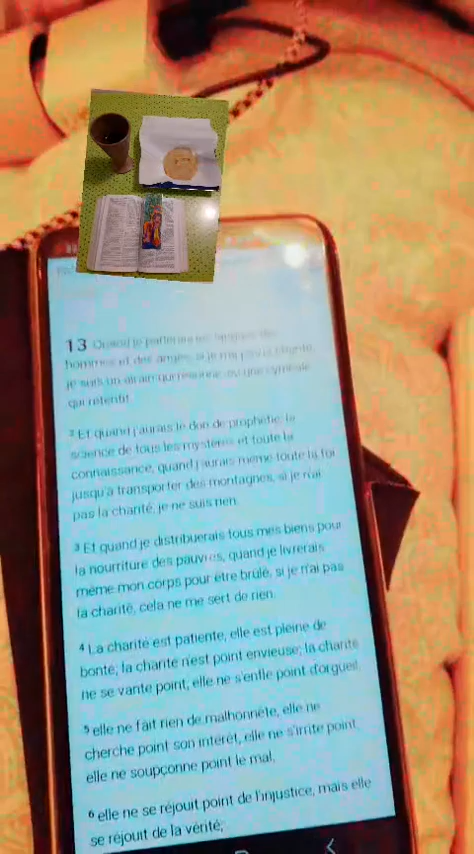 13 Quand je parlerais les langues des
hommes et des anges, si je n'ai pas la charité,
je suis un airain qui résonne, ou une cymbale
qui retentit.
2 Et quand j'aurais le don de prophétie, la
science de tous les mystères et toute la
connaissance, quand j'aurais même toute la foi
jusqu'à transporter des montagnes, si je n'ai
pas la charité, je ne suis rien.
3 Et quand je distribuerais tous mes biens pour
la nourriture des pauvres, quand je livrerais
même mon corps pour être brûlé, si je n'ai pas
la charité, cela ne me sert de rien.
4 La charité est patiente, elle est pleine de
bonté; la charité n'est point envieuse; la charité
ne se vante point, elle ne s'enfle point d'orgueil,
5 elle ne fait rien de malhonnête, elle ne
cherche point son intérêt, elle ne s'irrite point,
elle ne soupçonne point le mal,
6 elle ne se réjouit point de l'injustice, mais elle
se réjouit de la vérité;